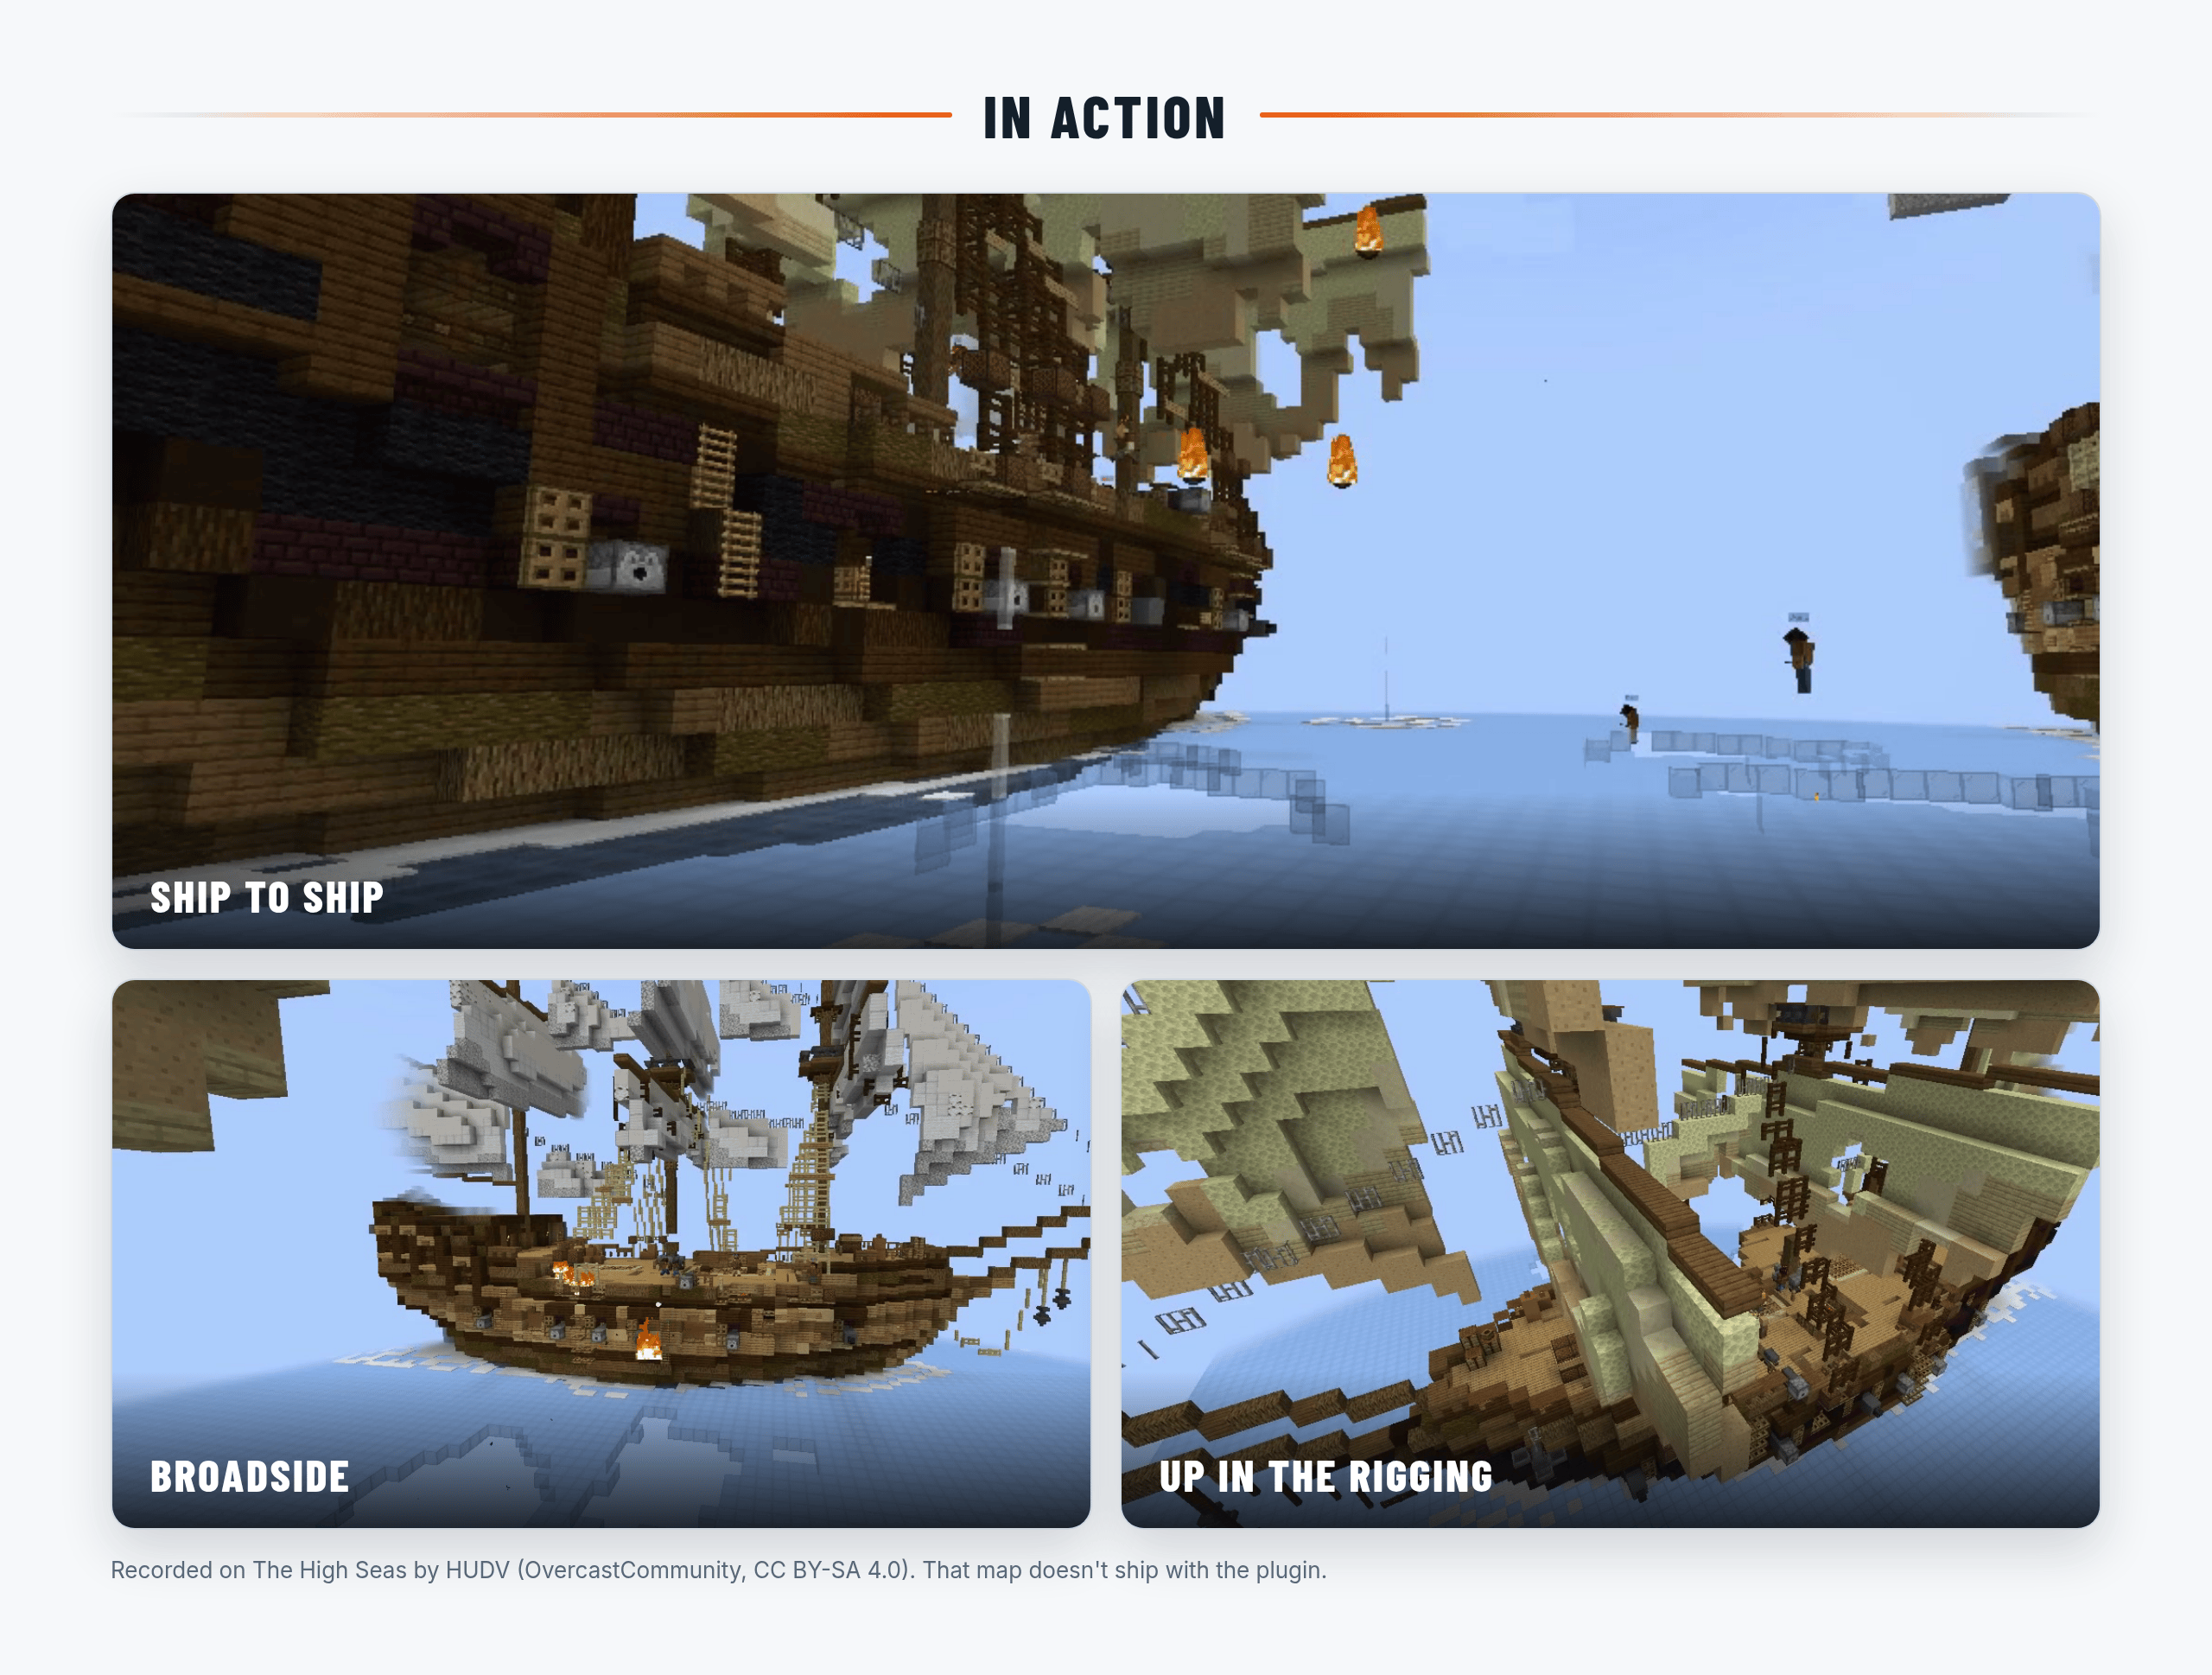 IN ACTION
SHIP TO SHIP
BROADSIDE
UP IN THE RIGGING
Recorded on The High Seas by HUDV (OvercastCommunity, CC BY-SA 4.0). That map doesn't ship with the plugin.